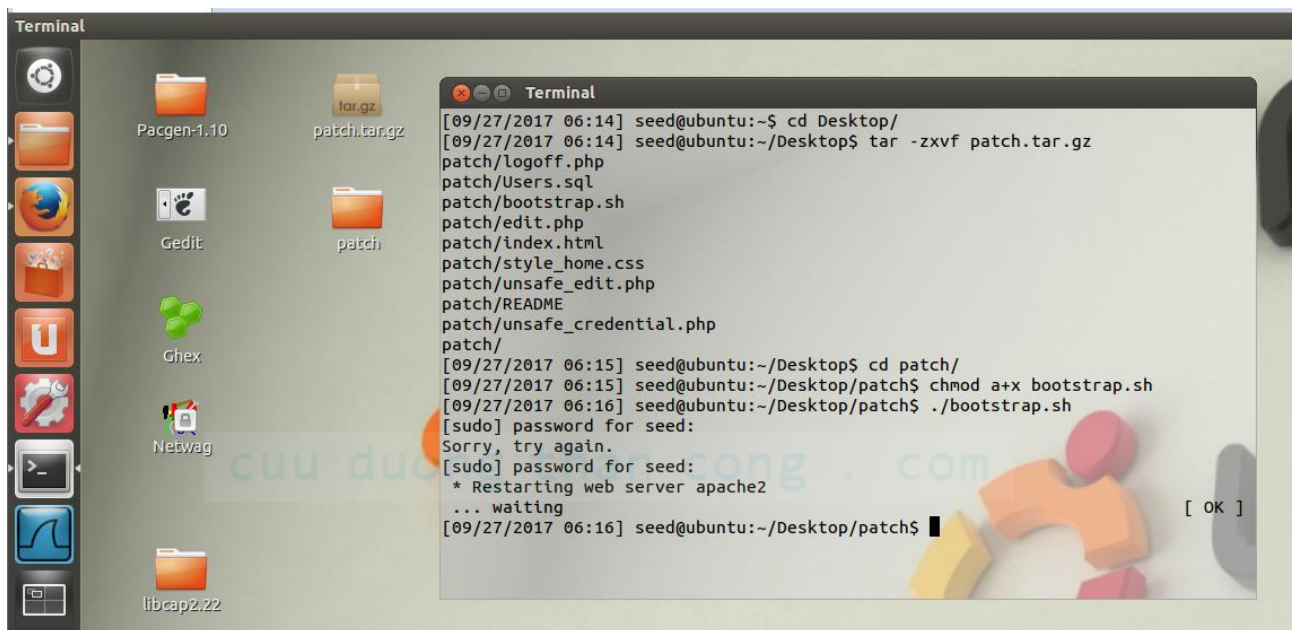 Terminal
Pacgen-1.10
tar.gz
patch.tar.gz
Gedit
patch
Ghex
Netwag
libcap2.22
Terminal
[09/27/2017 06:14] seed@ubuntu:~$ cd Desktop/
[09/27/2017 06:14] seed@ubuntu:~/Desktop$ tar -zxvf patch.tar.gz
patch/logoff.php
patch/Users.sql
patch/bootstrap.sh
patch/edit.php
patch/index.html
patch/style_home.css
patch/unsafe_edit.php
patch/README
patch/unsafe_credential.php
patch/
[09/27/2017 06:15] seed@ubuntu:~/Desktop$ cd patch/
[09/27/2017 06:15] seed@ubuntu:~/Desktop/patch$ chmod a+x bootstrap.sh
[09/27/2017 06:16] seed@ubuntu:~/Desktop/patch$ ./bootstrap.sh
[sudo] password for seed:
Sorry, try again.
[sudo] password for seed:
 * Restarting web server apache2
 ... waiting [ OK ]
[09/27/2017 06:16] seed@ubuntu:~/Desktop/patch$
cuu duong than cong . com